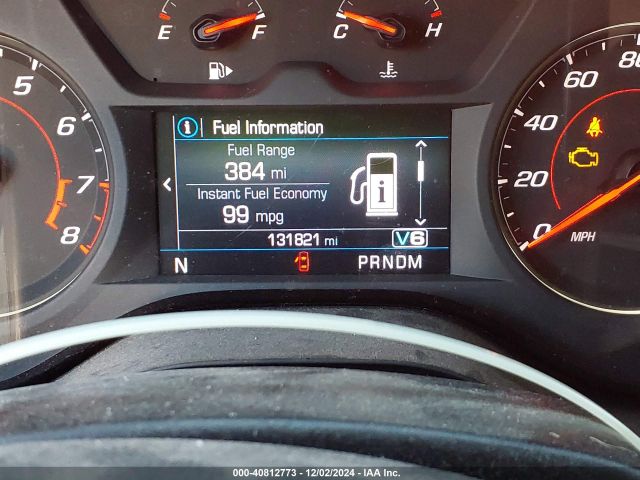 E F
C H
Fuel Information
Fuel Range
384 mi
Instant Fuel Economy
99 mpg
131821 mi V6
N PRNDM
5
6
7
8
80
60
40
20
0
MPH
000-40812773 - 12/02/2024 - IAA Inc.